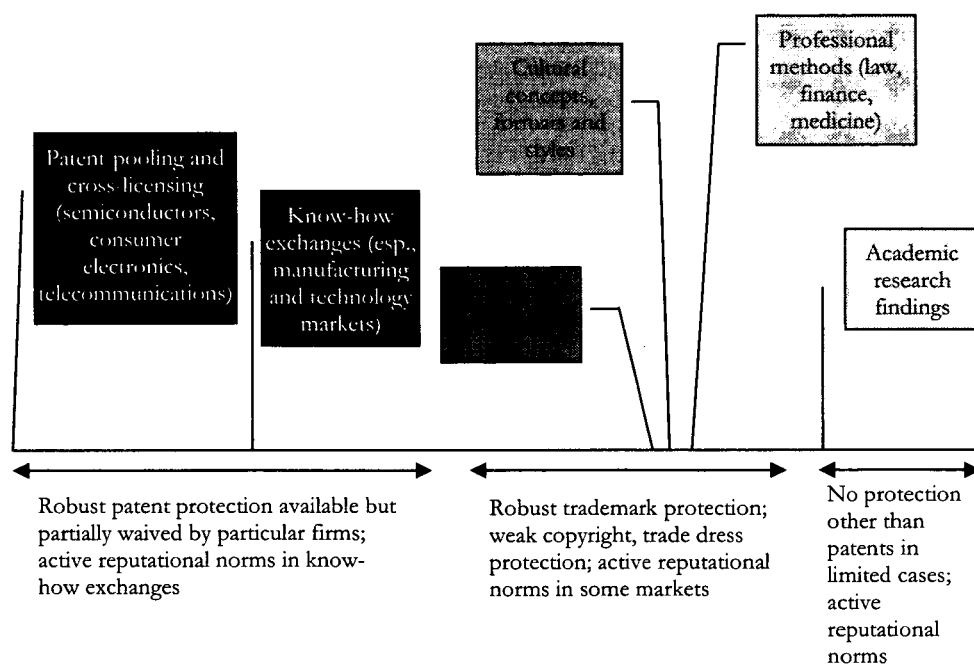 Patent pooling and
cross-licensing
(semiconductors,
consumer
electronics,
telecommunications)
Know-how
exchanges (esp.,
manufacturing
and technology
markets)
Cultural
concepts,
formats and
styles
Professional
methods (law,
finance,
medicine)
Academic
research
findings
Robust patent protection available but
partially waived by particular firms;
active reputational norms in know-
how exchanges
Robust trademark protection;
weak copyright, trade dress
protection; active reputational
norms in some markets
No protection
other than
patents in
limited cases;
active
reputational
norms